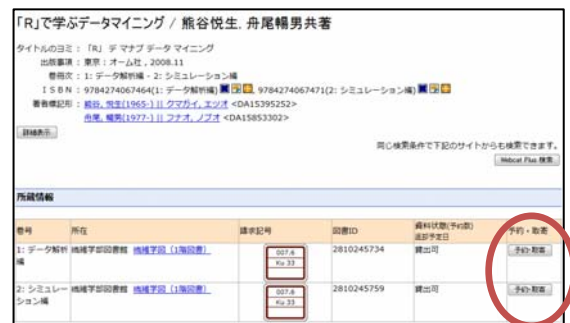 「R」で学ぶデータマイニング / 熊谷悦生, 舟尾暢男共著
タイトルのヨミ : 「R」 デ マナブ データ マイニング
出版事項 : 東京 : オーム社 , 2008.11
巻冊次 : 1: データ解析編 - 2: シミュレーション編
ISBN : 9784274067464(1: データ解析編) , 9784274067471(2: シミュレーション編)
著者標記形 : 熊谷, 悦生(1965-) || クマガイ, エツオ <DA15395252>
舟尾, 暢男(1977-) || フナオ, ノブオ <DA15853302>
詳細表示
同じ検索条件で下記のサイトからも検索できます。
Webcat Plus 検索
所蔵情報
巻号 所在 請求記号 図書ID 資料状態(予約数) 返却予定日 予約・取寄
1: データ解析編 機織学部図書館 機織学図(1階図書) 007.6 Ku 33 2810245734 貸出可 予約・取寄
2: シミュレーション編 機織学部図書館 機織学図(1階図書) 007.6 Ku 33 2810245759 貸出可 予約・取寄